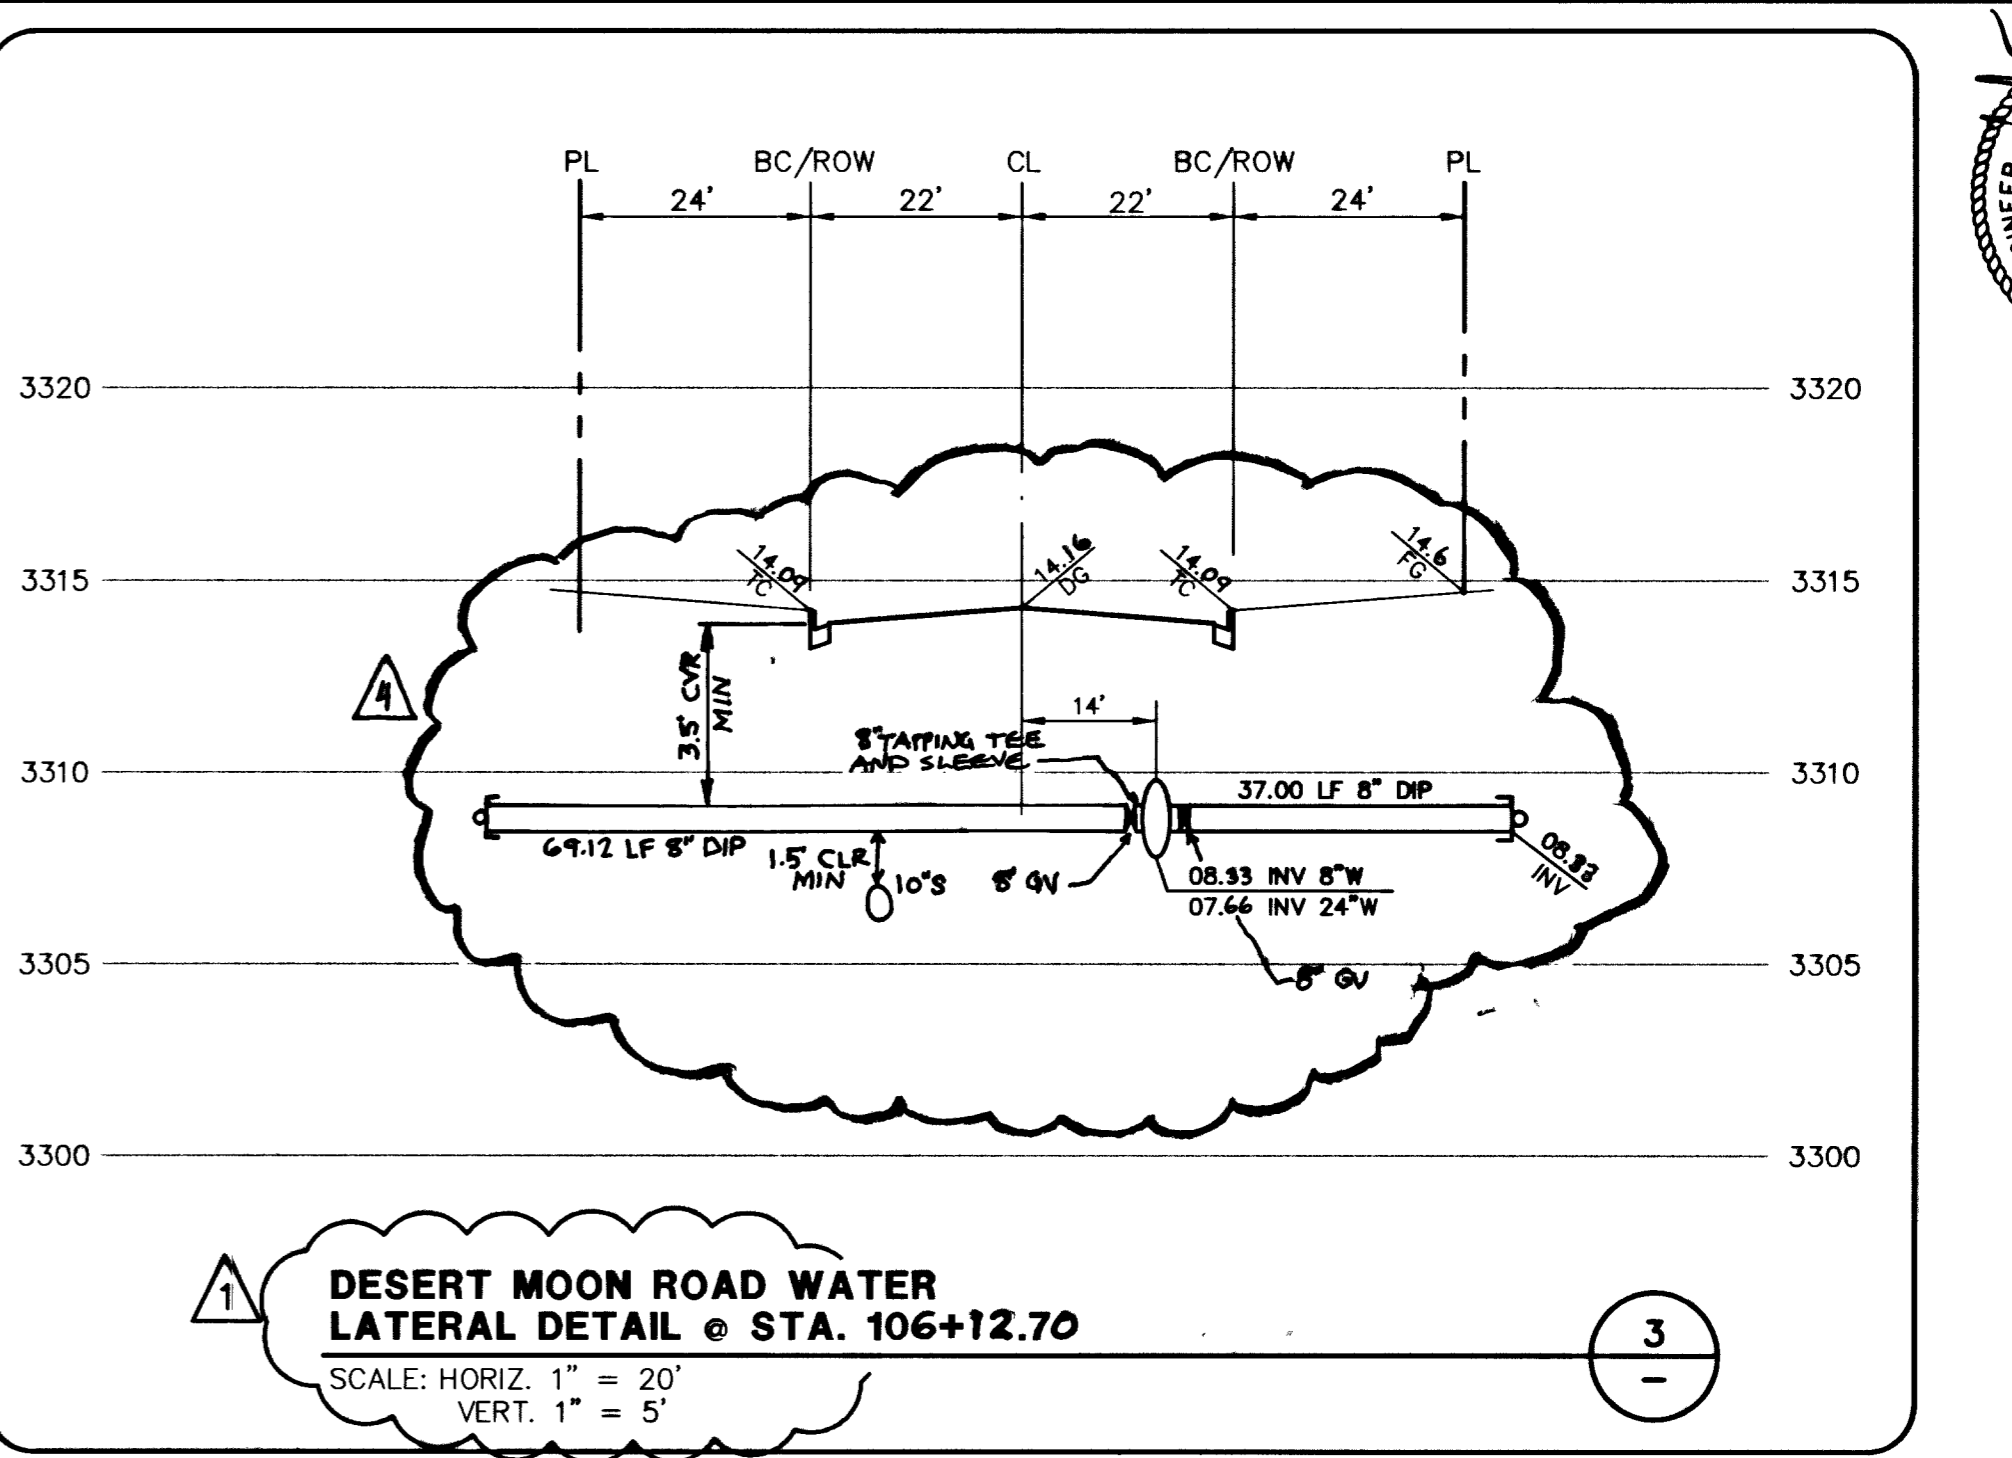 PL BC/ROW CL BC/ROW PL
24' 22' 22' 24'
3320 3320
14.09
TC
14.16
DG
14.09
TC
14.6
FG
3315 3315
4
3.5' CVR
MIN
14'
8" TAPPING TEE
AND SLEEVE
3310 3310
37.00 LF 8" DIP
69.12 LF 8" DIP
1.5' CLR
MIN
10"S
8" GV
08.33 INV 8"W
07.66 INV 24"W
08.33
INV
8" GV
3305 3305
3300 3300
1
DESERT MOON ROAD WATER
LATERAL DETAIL @ STA. 106+12.70
SCALE: HORIZ. 1" = 20'
VERT. 1" = 5'
3
-